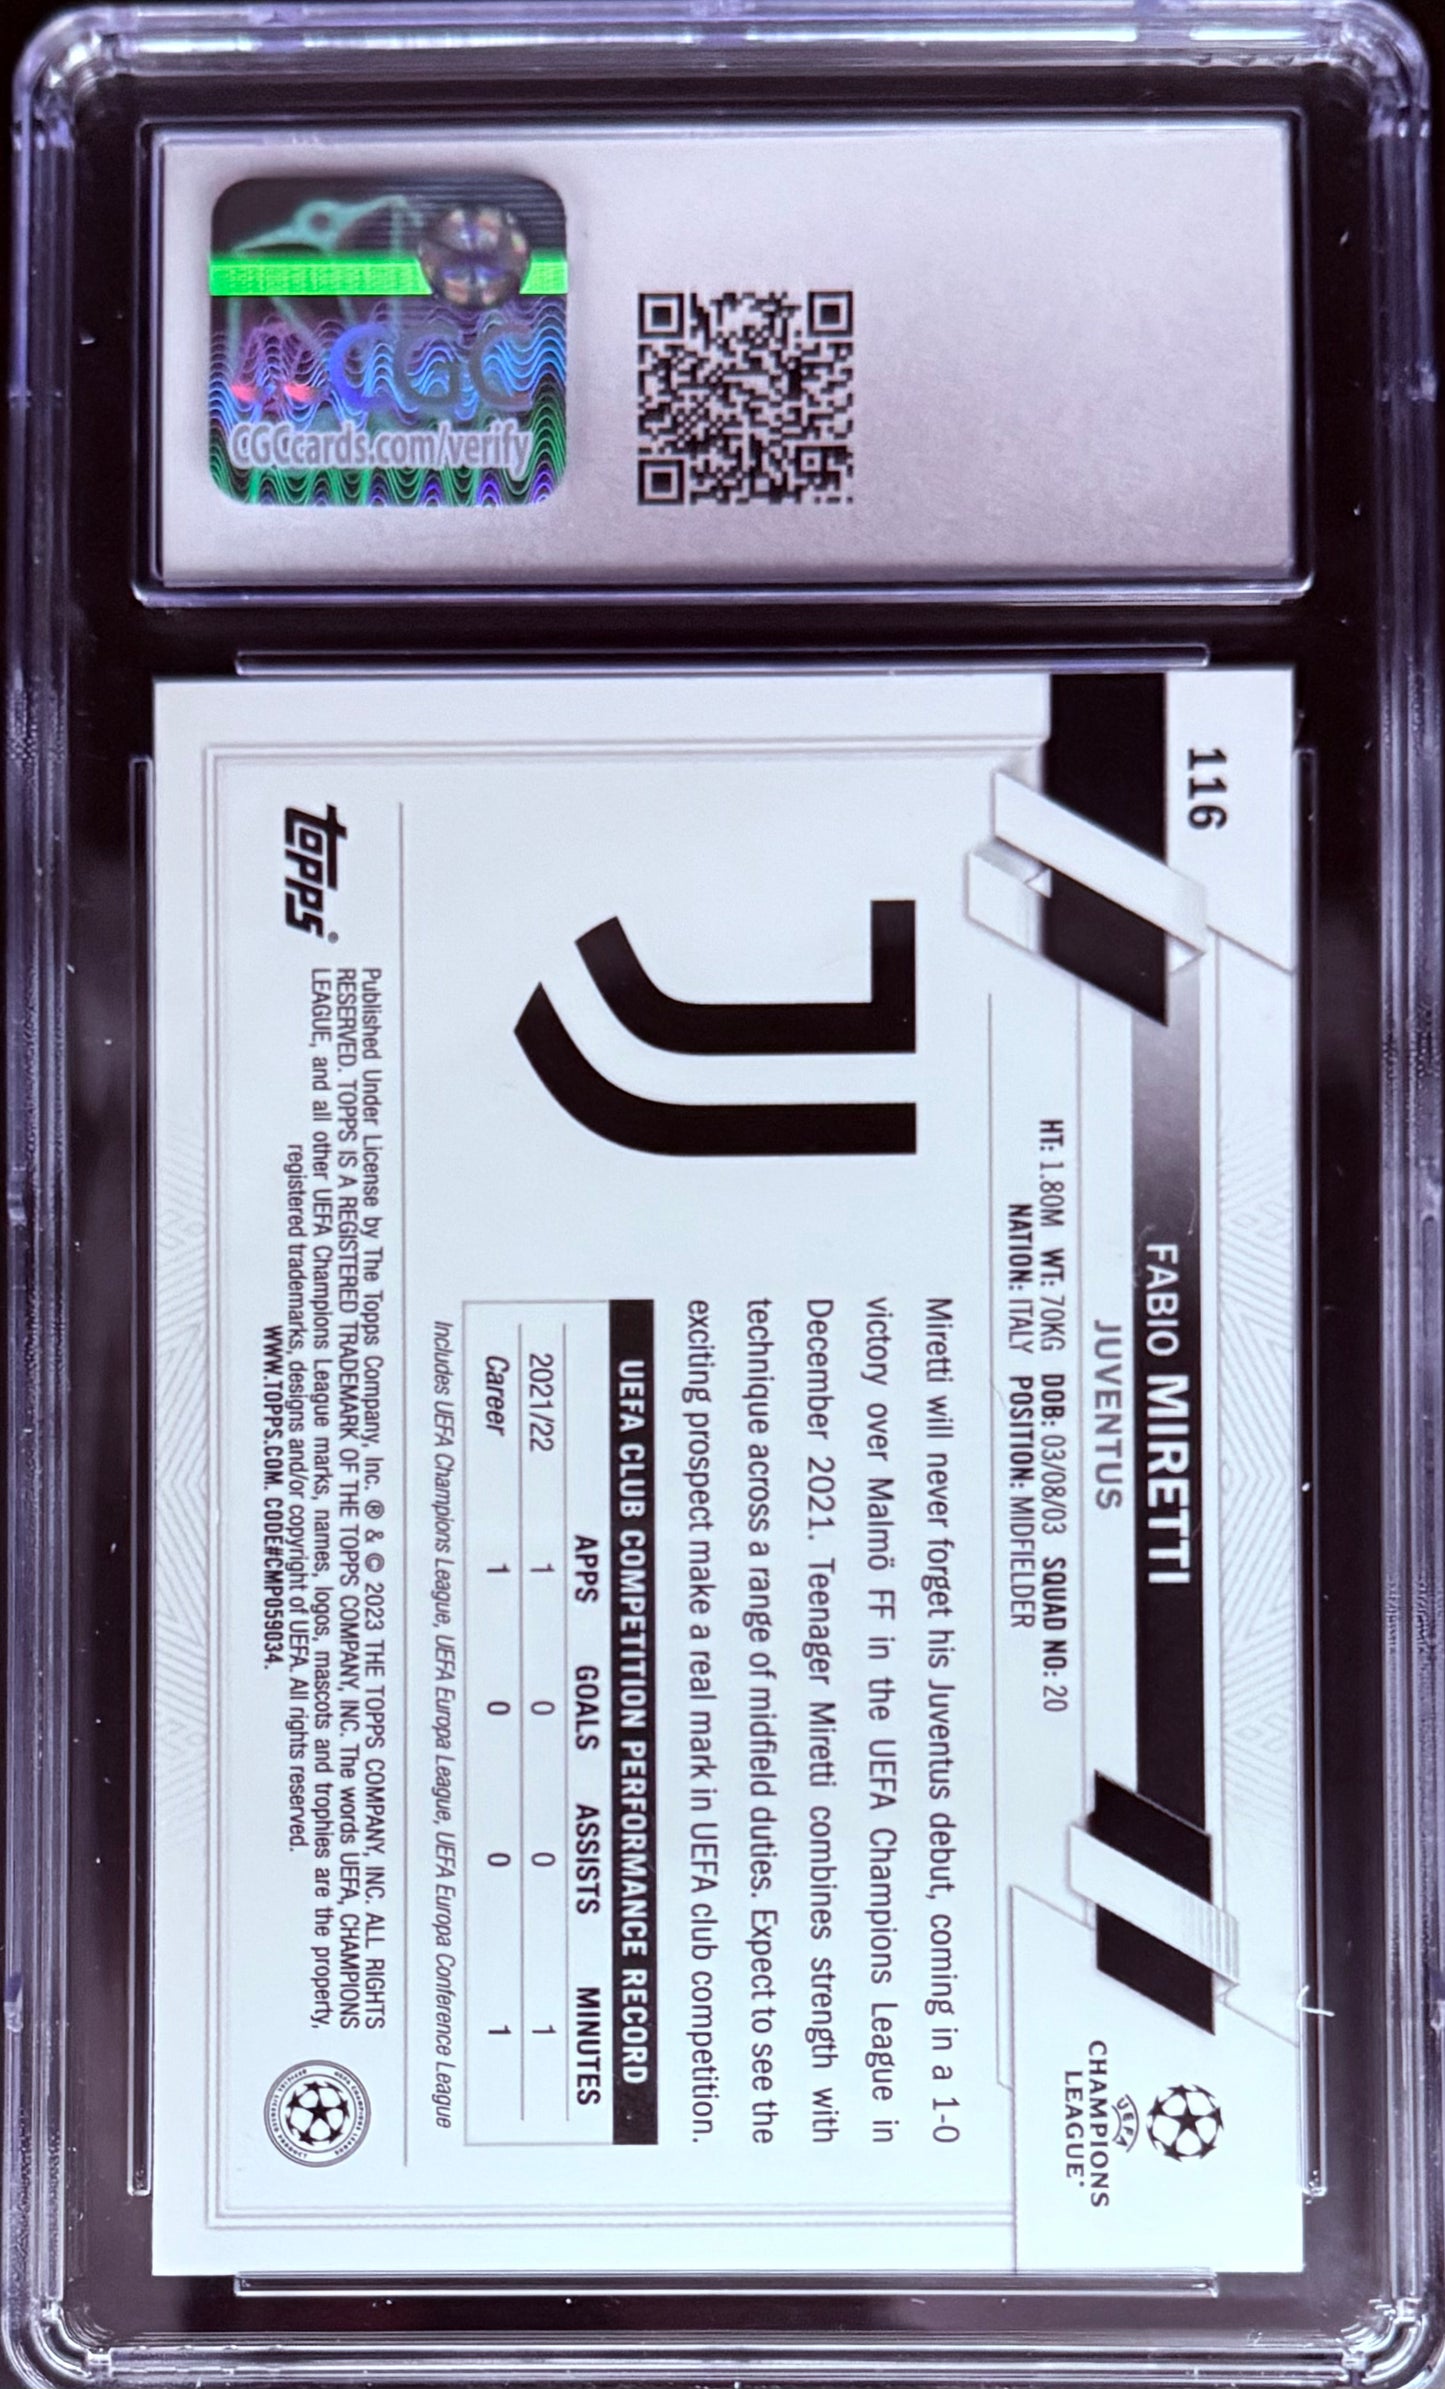 CGC
CGCcards.com/verify
116
FABIO MIRETTI
JUVENTUS
HT: 1.80M WT: 70KG DOB: 03/08/03 SQUAD NO: 20
NATION: ITALY POSITION: MIDFIELDER
UEFA
CHAMPIONS
LEAGUE
Miretti will never forget his Juventus debut, coming in a 1-0
victory over Malmö FF in the UEFA Champions League in
December 2021. Teenager Miretti combines strength with
technique across a range of midfield duties. Expect to see the
exciting prospect make a real mark in UEFA club competition.
UEFA CLUB COMPETITION PERFORMANCE RECORD
APPS GOALS ASSISTS MINUTES
2021/22 1 0 0 1
Career 1 0 0 1
Includes UEFA Champions League, UEFA Europa League, UEFA Europa Conference League
topps®
Published Under License by The Topps Company, Inc. ® & © 2023 THE TOPPS COMPANY, INC. ALL RIGHTS
RESERVED. TOPPS IS A REGISTERED TRADEMARK OF THE TOPPS COMPANY, INC. The words UEFA, CHAMPIONS
LEAGUE, and all other UEFA Champions League marks, names, logos, mascots and trophies are the property,
registered trademarks, designs and/or copyright of UEFA. All rights reserved.
WWW.TOPPS.COM. CODE#CMP059034.